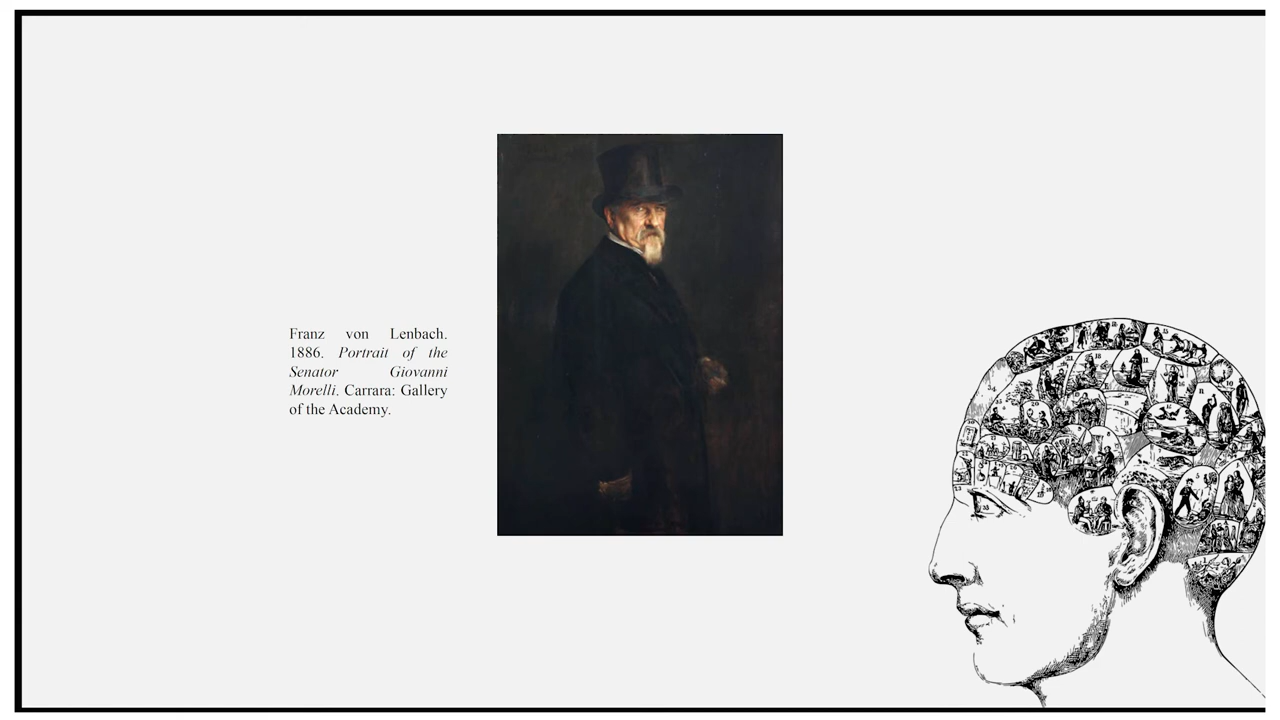 Franz von Lenbach.
1886. Portrait of the
Senator Giovanni
Morelli. Carrara: Gallery
of the Academy.